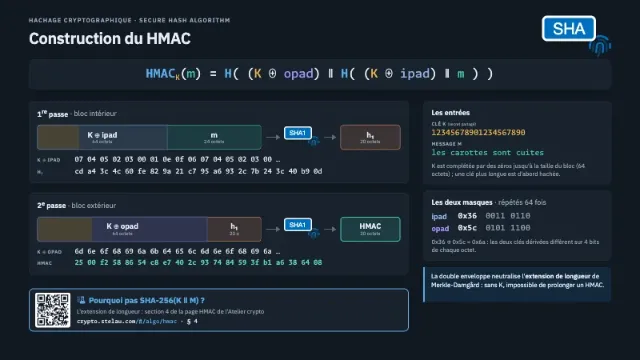 HACHAGE CRYPTOGRAPHIQUE · SECURE HASH ALGORITHM
Construction du HMAC
SHA
HMACK(m) = H( (K ⊕ opad) ‖ H( (K ⊕ ipad) ‖ m ) )
1re passe · bloc intérieur
K ⊕ ipad
64 octets
m
24 octets
SHA1
h1
20 octets
K ⊕ IPAD 07 04 05 02 03 00 01 0e 0f 06 07 04 05 02 03 00 …
H1 cd a4 3c 4c 60 fe 82 9a 21 c7 95 a6 93 2c 7b 24 3c 40 b9 0d
2e passe · bloc extérieur
K ⊕ opad
64 octets
h1
20 o
SHA1
HMAC
20 octets
K ⊕ OPAD 6d 6e 6f 68 69 6a 6b 64 65 6c 6d 6e 6f 68 69 6a …
HMAC 25 00 f2 58 86 54 c8 e7 40 2c 93 74 84 59 3f b1 a6 38 64 08
Pourquoi pas SHA-256(K ‖ M) ?
L'extension de longueur : section 4 de la page HMAC de l'Atelier crypto
crypto.stelau.com/#/algo/hmac · § 4
Les entrées
CLÉ K (secret partagé)
12345678901234567890
MESSAGE M
les carottes sont cuites
K est complétée par des zéros jusqu'à la taille du bloc (64
octets) ; une clé plus longue est d'abord hachée.
Les deux masques · répétés 64 fois
ipad 0x36 0011 0110
opad 0x5c 0101 1100
0x36 ⊕ 0x5c = 0x6a : les deux clés dérivées diffèrent sur 4 bits
de chaque octet.
La double enveloppe neutralise l'extension de longueur de
Merkle-Damgård : sans K, impossible de prolonger un HMAC.